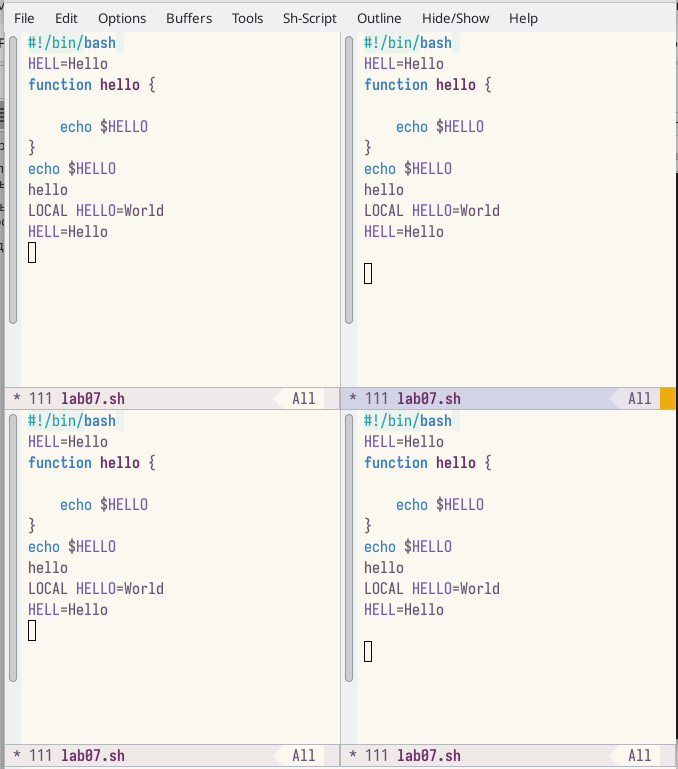 File Edit Options Buffers Tools Sh-Script Outline Hide/Show Help
#!/bin/bash
HELL=Hello
function hello {
    echo $HELLO
}
echo $HELLO
hello
LOCAL HELLO=World
HELL=Hello
* 111 lab07.sh All
#!/bin/bash
HELL=Hello
function hello {
    echo $HELLO
}
echo $HELLO
hello
LOCAL HELLO=World
HELL=Hello
* 111 lab07.sh All
#!/bin/bash
HELL=Hello
function hello {
    echo $HELLO
}
echo $HELLO
hello
LOCAL HELLO=World
HELL=Hello
* 111 lab07.sh All
#!/bin/bash
HELL=Hello
function hello {
    echo $HELLO
}
echo $HELLO
hello
LOCAL HELLO=World
HELL=Hello
* 111 lab07.sh All